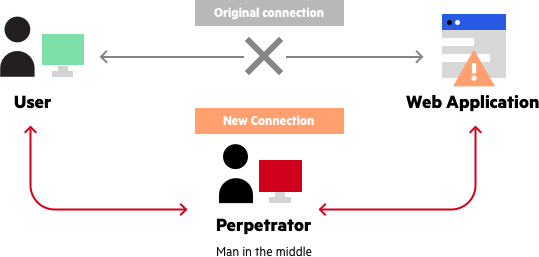 Original connection
User
Web Application
New Connection
Perpetrator
Man in the middle